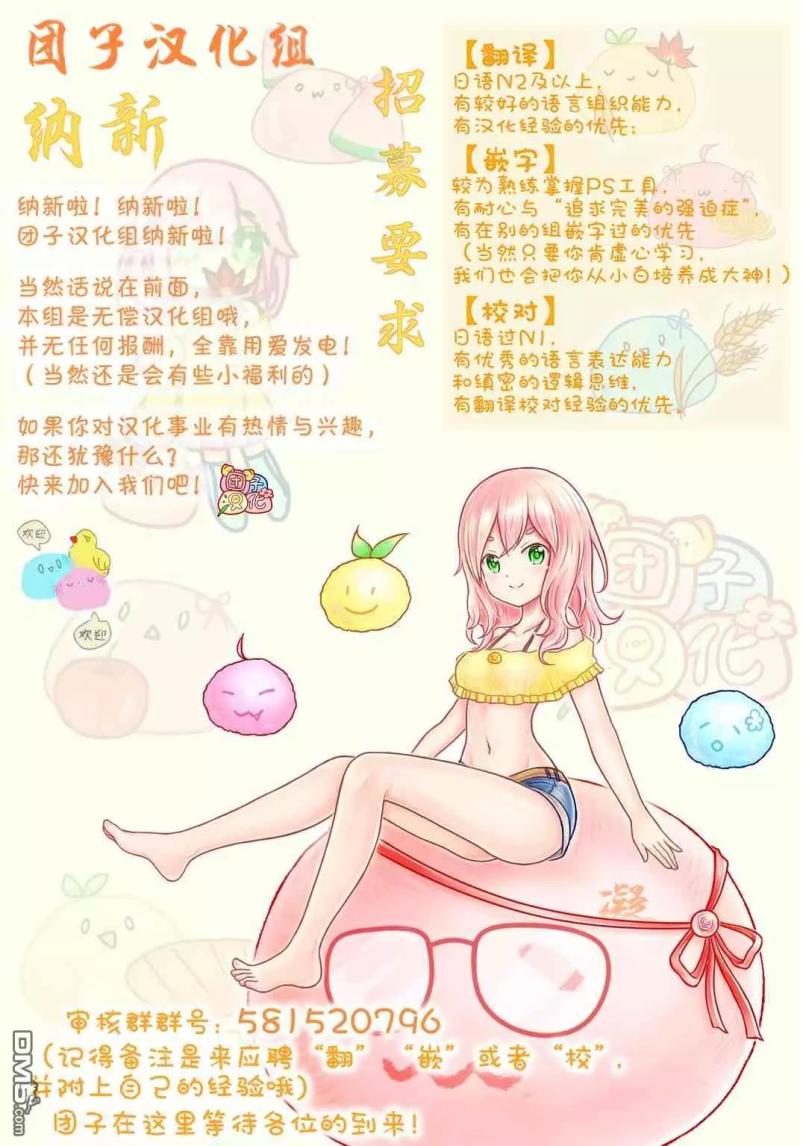 团子汉化组
纳新
纳新啦！纳新啦！
团子汉化组纳新啦！
当然话说在前面，
本组是无偿汉化组哦，
并无任何报酬，全靠用爱发电！
（当然还是会有些小福利的）
如果你对汉化事业有热情与兴趣，
那还犹豫什么？
快来加入我们吧！
团子汉化
招募要求
【翻译】
日语N2及以上，
有较好的语言组织能力，
有汉化经验的优先；
【嵌字】
较为熟练掌握PS工具，
有耐心与“追求完美的强迫症”，
有在别的组嵌字过的优先
（当然只要你肯虚心学习，
我们也会把你从小白培养成大神！）
【校对】
日语过N1，
有优秀的语言表达能力
和缜密的逻辑思维，
有翻译校对经验的优先。
欢迎
欢迎
团子汉化
凝
审核群群号：581520796
（记得备注是来应聘“翻”“嵌”或者“校”，
并附上自己的经验哦）
团子在这里等待各位的到来！
DM5.com